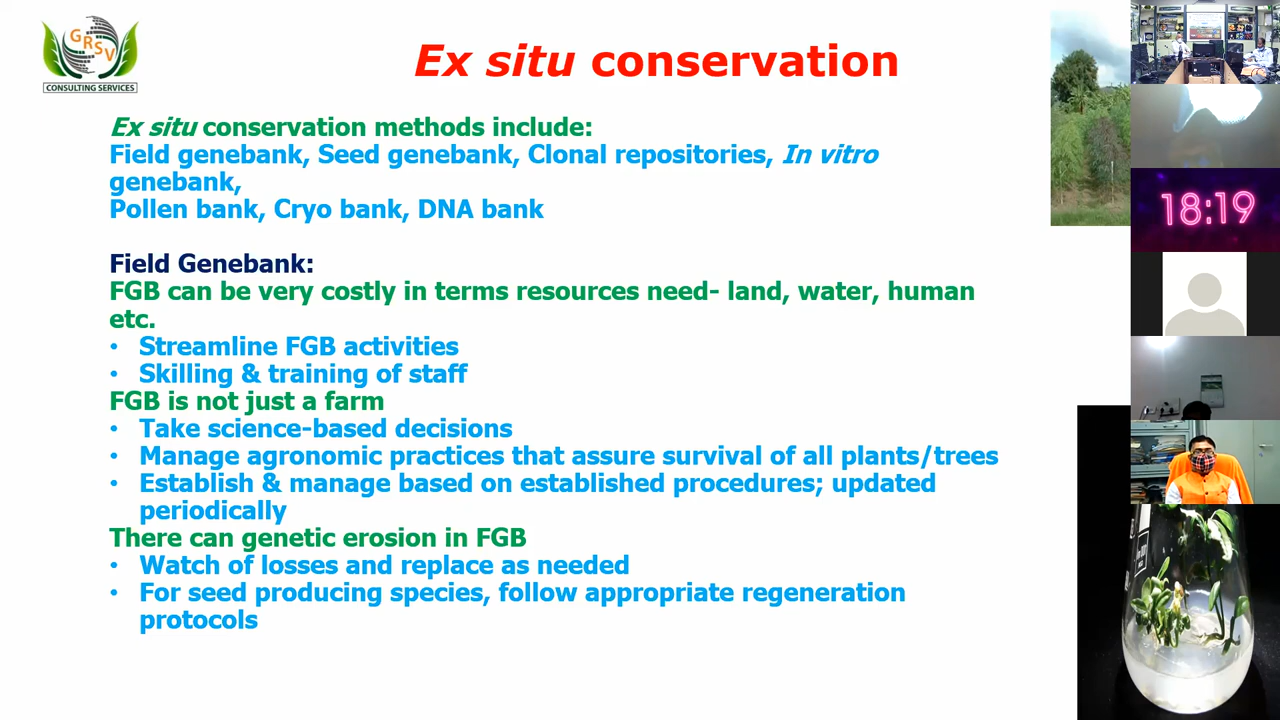 GRSV
CONSULTING SERVICES
Ex situ conservation
Ex situ conservation methods include:
Field genebank, Seed genebank, Clonal repositories, In vitro
genebank,
Pollen bank, Cryo bank, DNA bank
Field Genebank:
FGB can be very costly in terms resources need- land, water, human
etc.
• Streamline FGB activities
• Skilling & training of staff
FGB is not just a farm
• Take science-based decisions
• Manage agronomic practices that assure survival of all plants/trees
• Establish & manage based on established procedures; updated
periodically
There can genetic erosion in FGB
• Watch of losses and replace as needed
• For seed producing species, follow appropriate regeneration
protocols
18:19